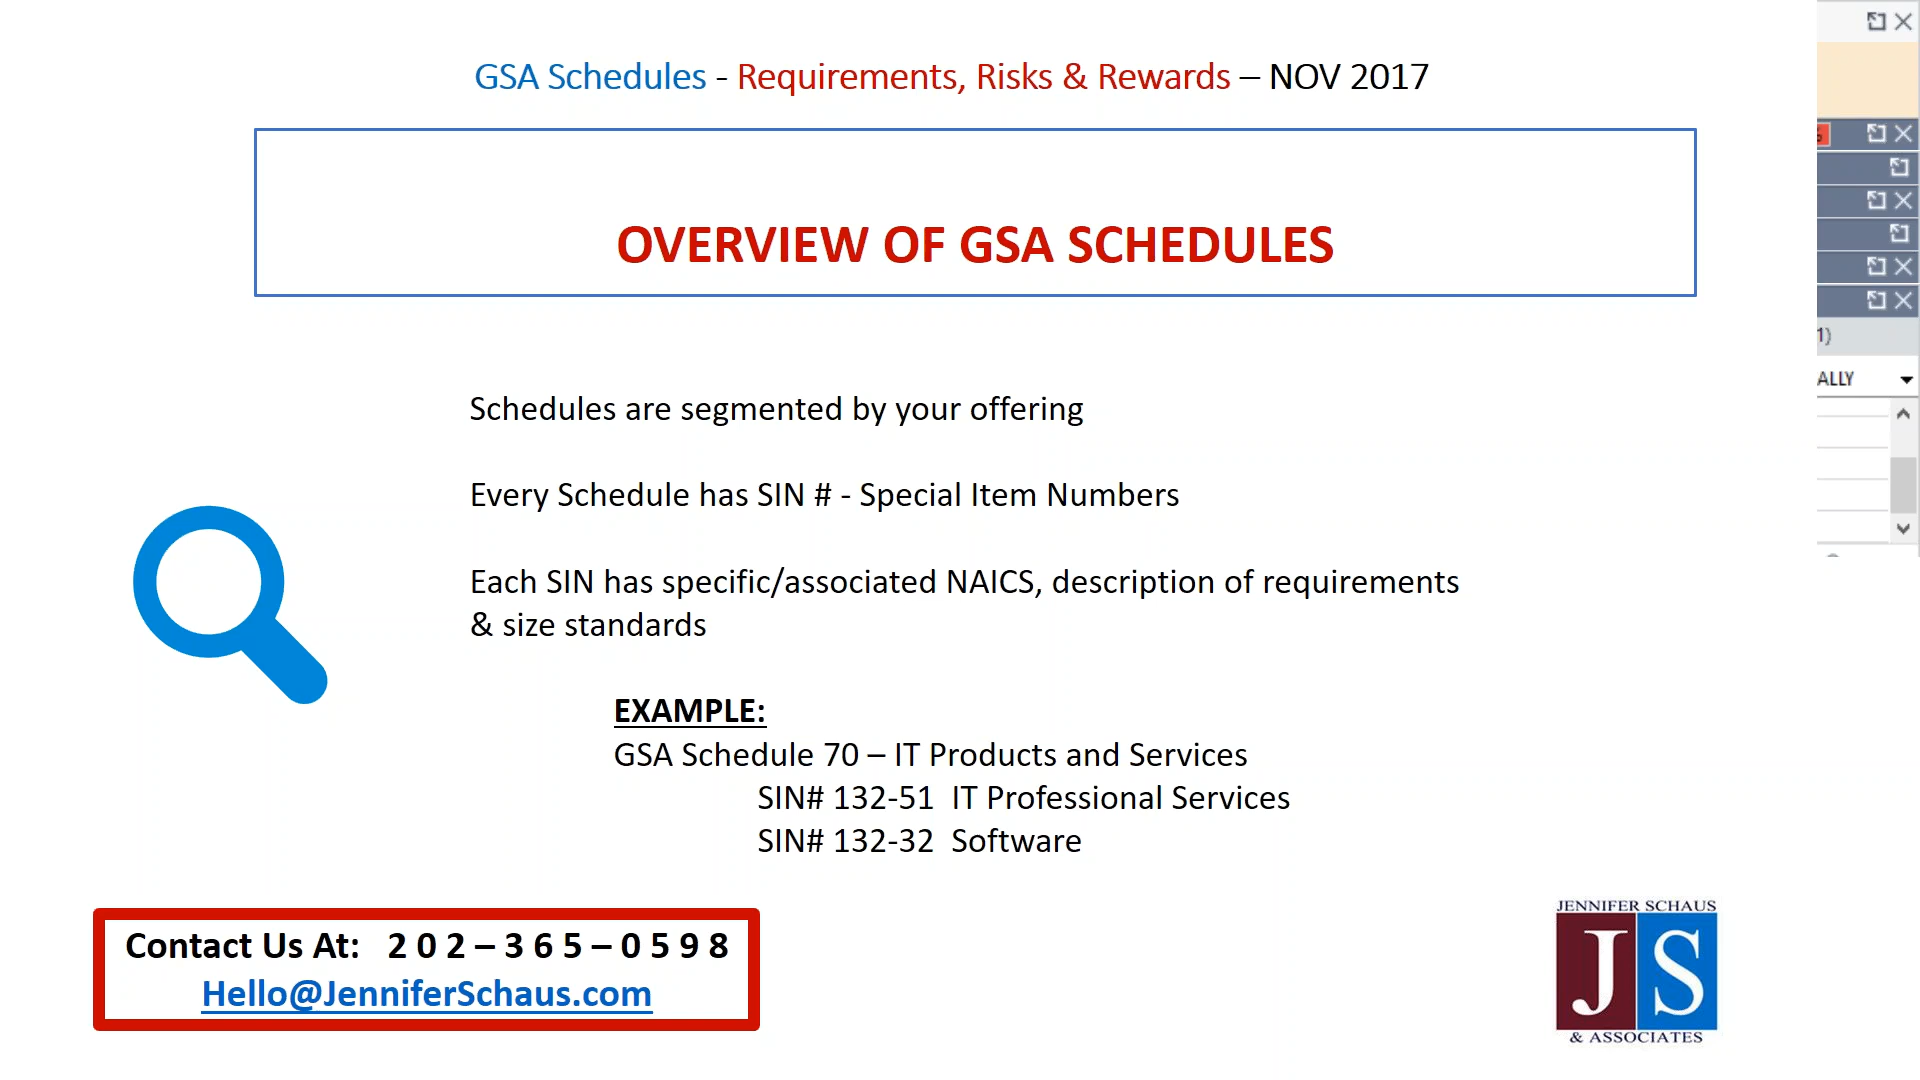 GSA Schedules - Requirements, Risks & Rewards – NOV 2017
OVERVIEW OF GSA SCHEDULES
Schedules are segmented by your offering
Every Schedule has SIN # - Special Item Numbers
Each SIN has specific/associated NAICS, description of requirements
& size standards
EXAMPLE:
GSA Schedule 70 – IT Products and Services
SIN# 132-51 IT Professional Services
SIN# 132-32 Software
Contact Us At: 2 0 2 – 3 6 5 – 0 5 9 8
Hello@JenniferSchaus.com
JENNIFER SCHAUS
JS
& ASSOCIATES
1)
ALLY